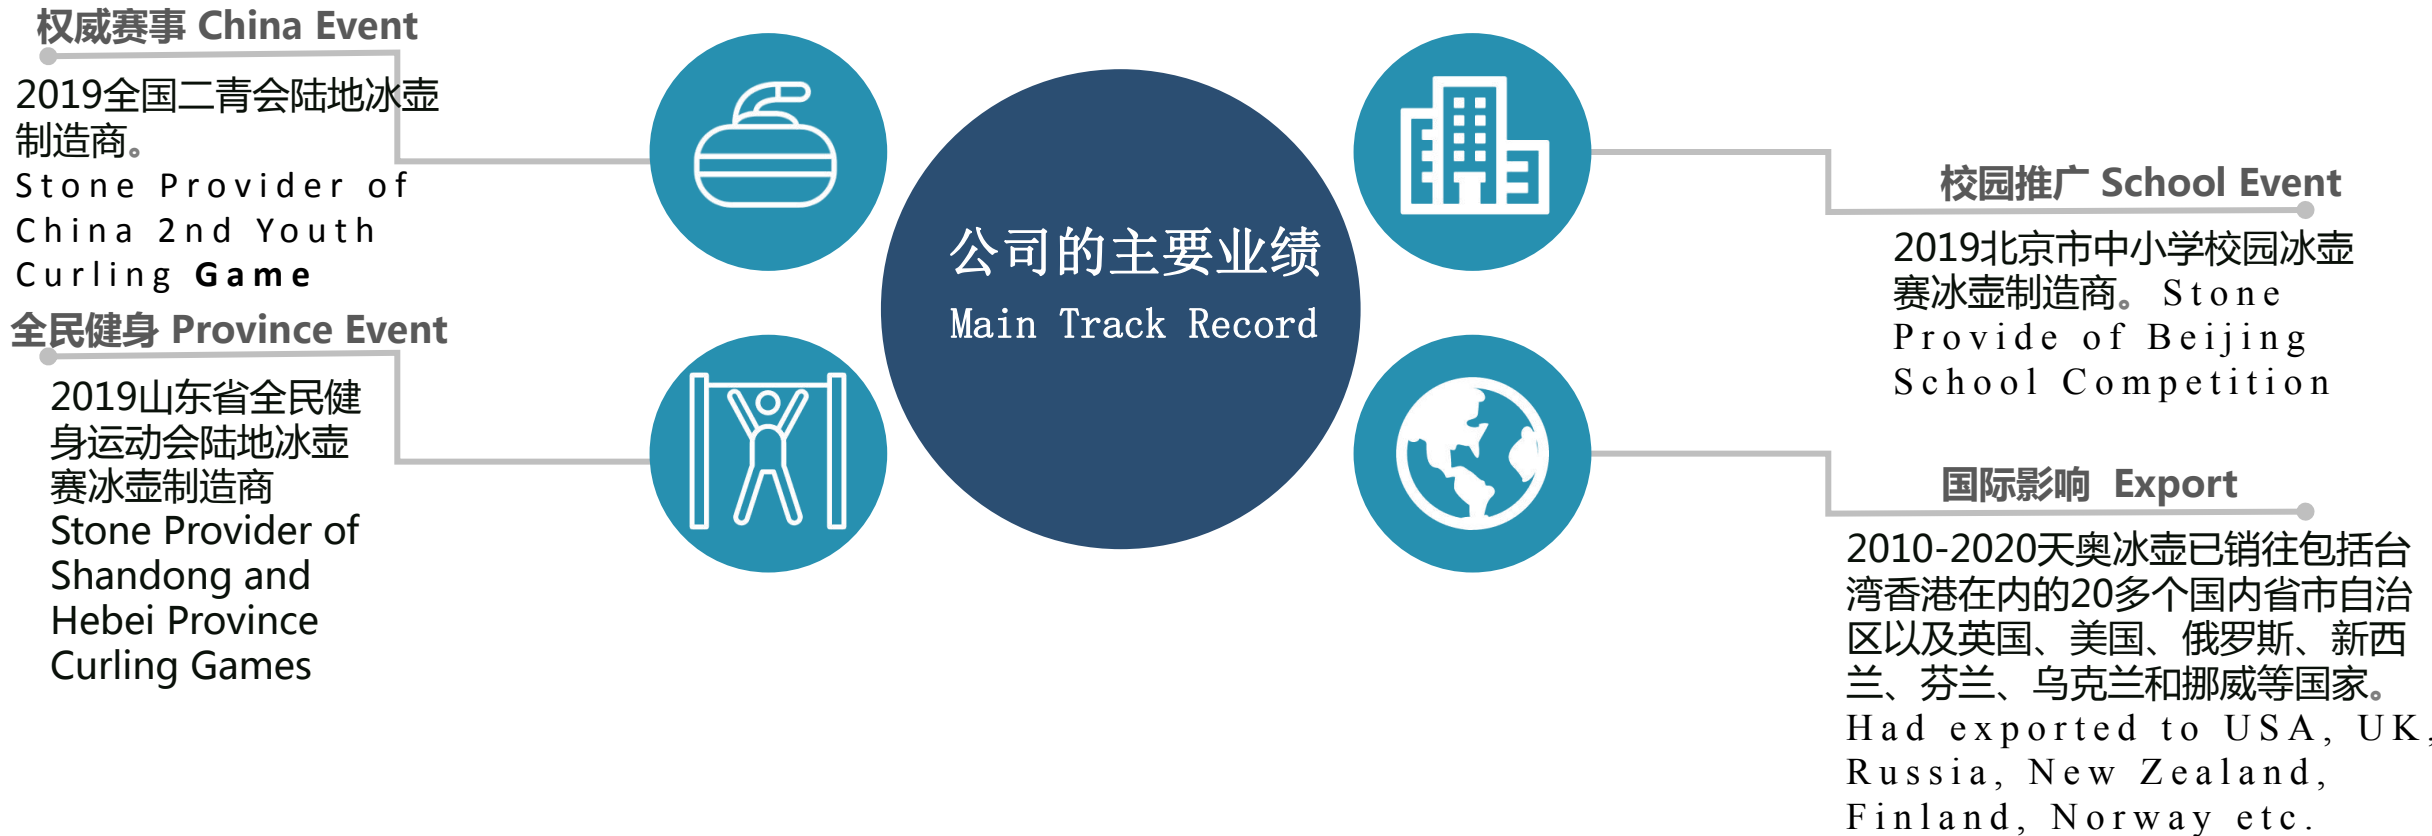 权威赛事 China Event
2019全国二青会陆地冰壶
制造商。
Stone Provider of
China 2nd Youth
Curling Game
全民健身 Province Event
2019山东省全民健
身运动会陆地冰壶
赛冰壶制造商
Stone Provider of
Shandong and
Hebei Province
Curling Games
公司的主要业绩
Main Track Record
校园推广 School Event
2019北京市中小学校园冰壶
赛冰壶制造商。 Stone
Provide of Beijing
School Competition
国际影响 Export
2010-2020天奥冰壶已销往包括台
湾香港在内的20多个国内省市自治
区以及英国、美国、俄罗斯、新西
兰、芬兰、乌克兰和挪威等国家。
Had exported to USA, UK,
Russia, New Zealand,
Finland, Norway etc.